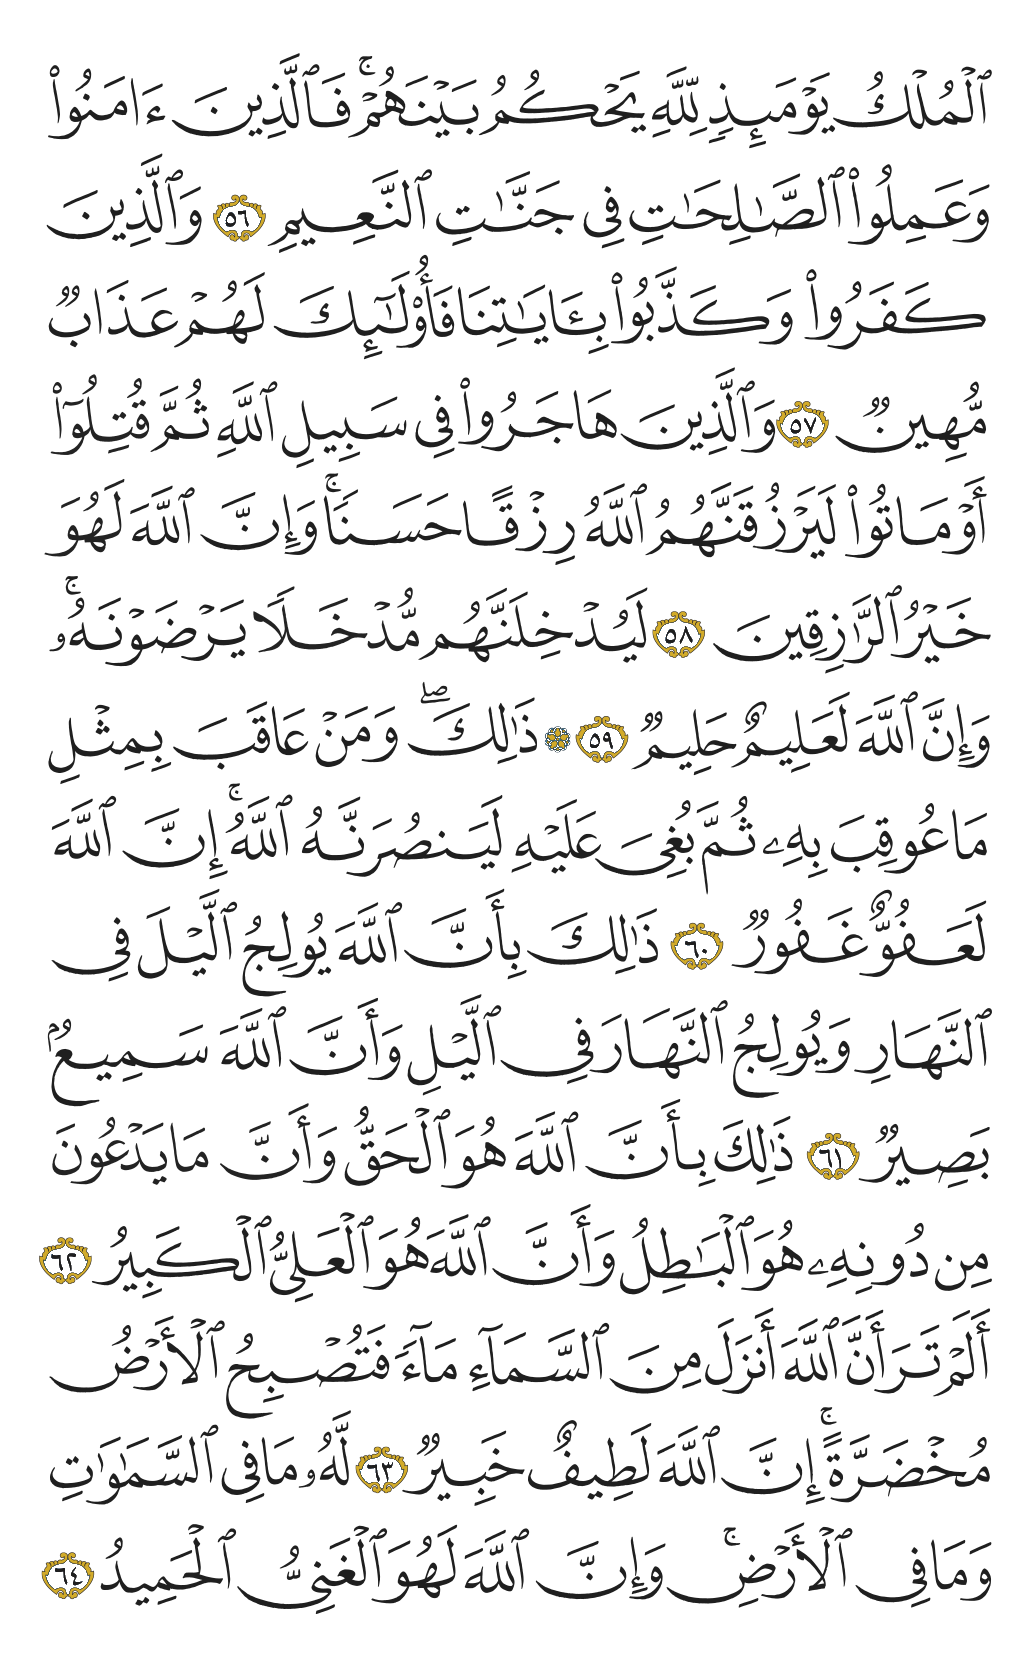 ٱلْمُلْكُ يَوْمَئِذٍ لِّلَّهِ يَحْكُمُ بَيْنَهُمْ ۚ فَٱلَّذِينَ ءَامَنُوا۟
وَعَمِلُوا۟ ٱلصَّـٰلِحَـٰتِ فِى جَنَّـٰتِ ٱلنَّعِيمِ ٥٦ وَٱلَّذِينَ
كَفَرُوا۟ وَكَذَّبُوا۟ بِـَٔايَـٰتِنَا فَأُو۟لَـٰٓئِكَ لَهُمْ عَذَابٌ
مُّهِينٌ ٥٧ وَٱلَّذِينَ هَاجَرُوا۟ فِى سَبِيلِ ٱللَّهِ ثُمَّ قُتِلُوٓا۟
أَوْ مَاتُوا۟ لَيَرْزُقَنَّهُمُ ٱللَّهُ رِزْقًا حَسَنًا ۚ وَإِنَّ ٱللَّهَ لَهُوَ
خَيْرُ ٱلرَّٰزِقِينَ ٥٨ لَيُدْخِلَنَّهُم مُّدْخَلًا يَرْضَوْنَهُۥ ۚ
وَإِنَّ ٱللَّهَ لَعَلِيمٌ حَلِيمٌ ٥٩ ۞ ذَٰلِكَ ۖ وَمَنْ عَاقَبَ بِمِثْلِ
مَا عُوقِبَ بِهِۦ ثُمَّ بُغِىَ عَلَيْهِ لَيَنصُرَنَّهُ ٱللَّهُ ۚ إِنَّ ٱللَّهَ
لَعَفُوٌّ غَفُورٌ ٦٠ ذَٰلِكَ بِأَنَّ ٱللَّهَ يُولِجُ ٱلَّيْلَ فِى
ٱلنَّهَارِ وَيُولِجُ ٱلنَّهَارَ فِى ٱلَّيْلِ وَأَنَّ ٱللَّهَ سَمِيعٌۢ
بَصِيرٌ ٦١ ذَٰلِكَ بِأَنَّ ٱللَّهَ هُوَ ٱلْحَقُّ وَأَنَّ مَا يَدْعُونَ
مِن دُونِهِۦ هُوَ ٱلْبَـٰطِلُ وَأَنَّ ٱللَّهَ هُوَ ٱلْعَلِىُّ ٱلْكَبِيرُ ٦٢
أَلَمْ تَرَ أَنَّ ٱللَّهَ أَنزَلَ مِنَ ٱلسَّمَآءِ مَآءً فَتُصْبِحُ ٱلْأَرْضُ
مُخْضَرَّةً ۗ إِنَّ ٱللَّهَ لَطِيفٌ خَبِيرٌ ٦٣ لَّهُۥ مَا فِى ٱلسَّمَـٰوَٰتِ
وَمَا فِى ٱلْأَرْضِ ۚ وَإِنَّ ٱللَّهَ لَهُوَ ٱلْغَنِىُّ ٱلْحَمِيدُ ٦٤